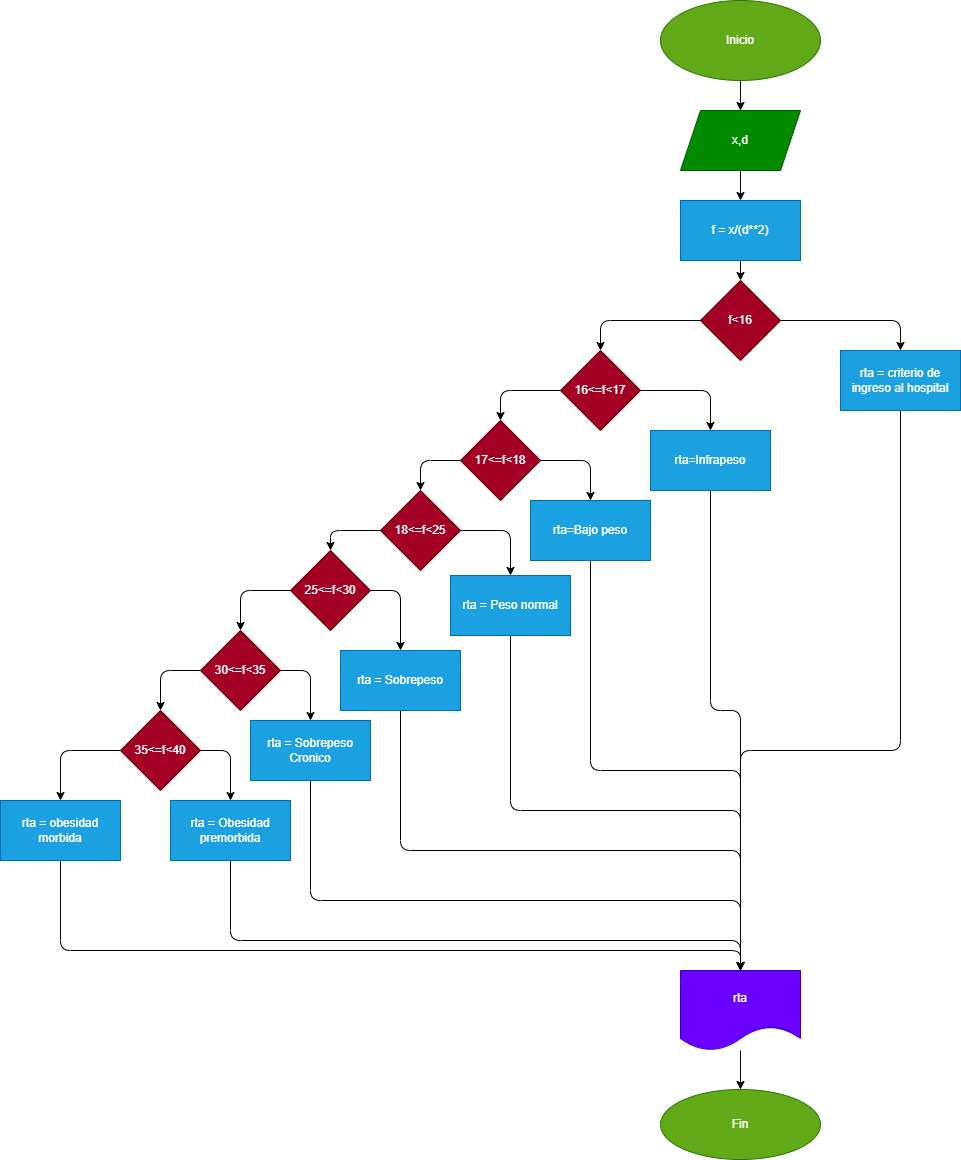 Inicio
x,d
f = x/(d**2)
f<16
rta = criterio de
ingreso al hospital
16<=f<17
rta=Infrapeso
17<=f<18
rta=Bajo peso
18<=f<25
rta = Peso normal
25<=f<30
rta = Sobrepeso
30<=f<35
rta = Sobrepeso
Cronico
35<=f<40
rta = obesidad
morbida
rta = Obesidad
premorbida
rta
Fin